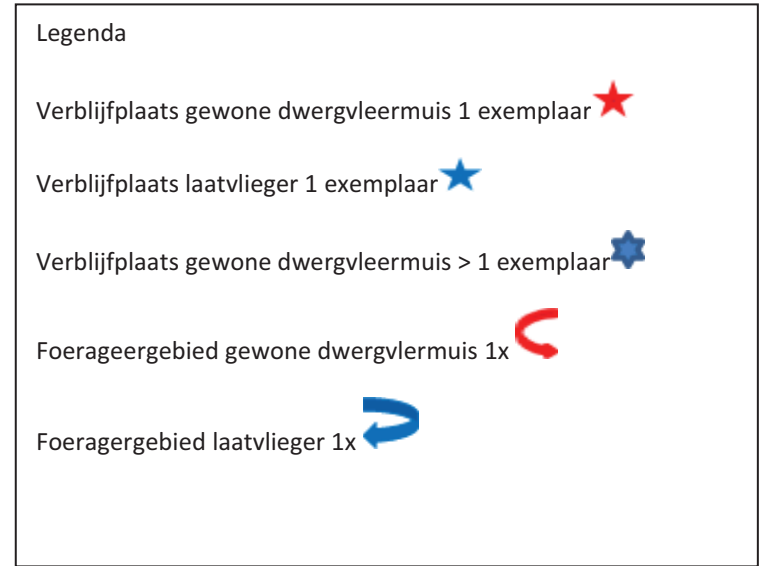 Legenda
Verblijfplaats gewone dwergvleermuis 1 exemplaar
Verblijfplaats laatvlieger 1 exemplaar
Verblijfplaats gewone dwergvleermuis > 1 exemplaar
Foerageergebied gewone dwergvlermuis 1x
Foeragergebied laatvlieger 1x